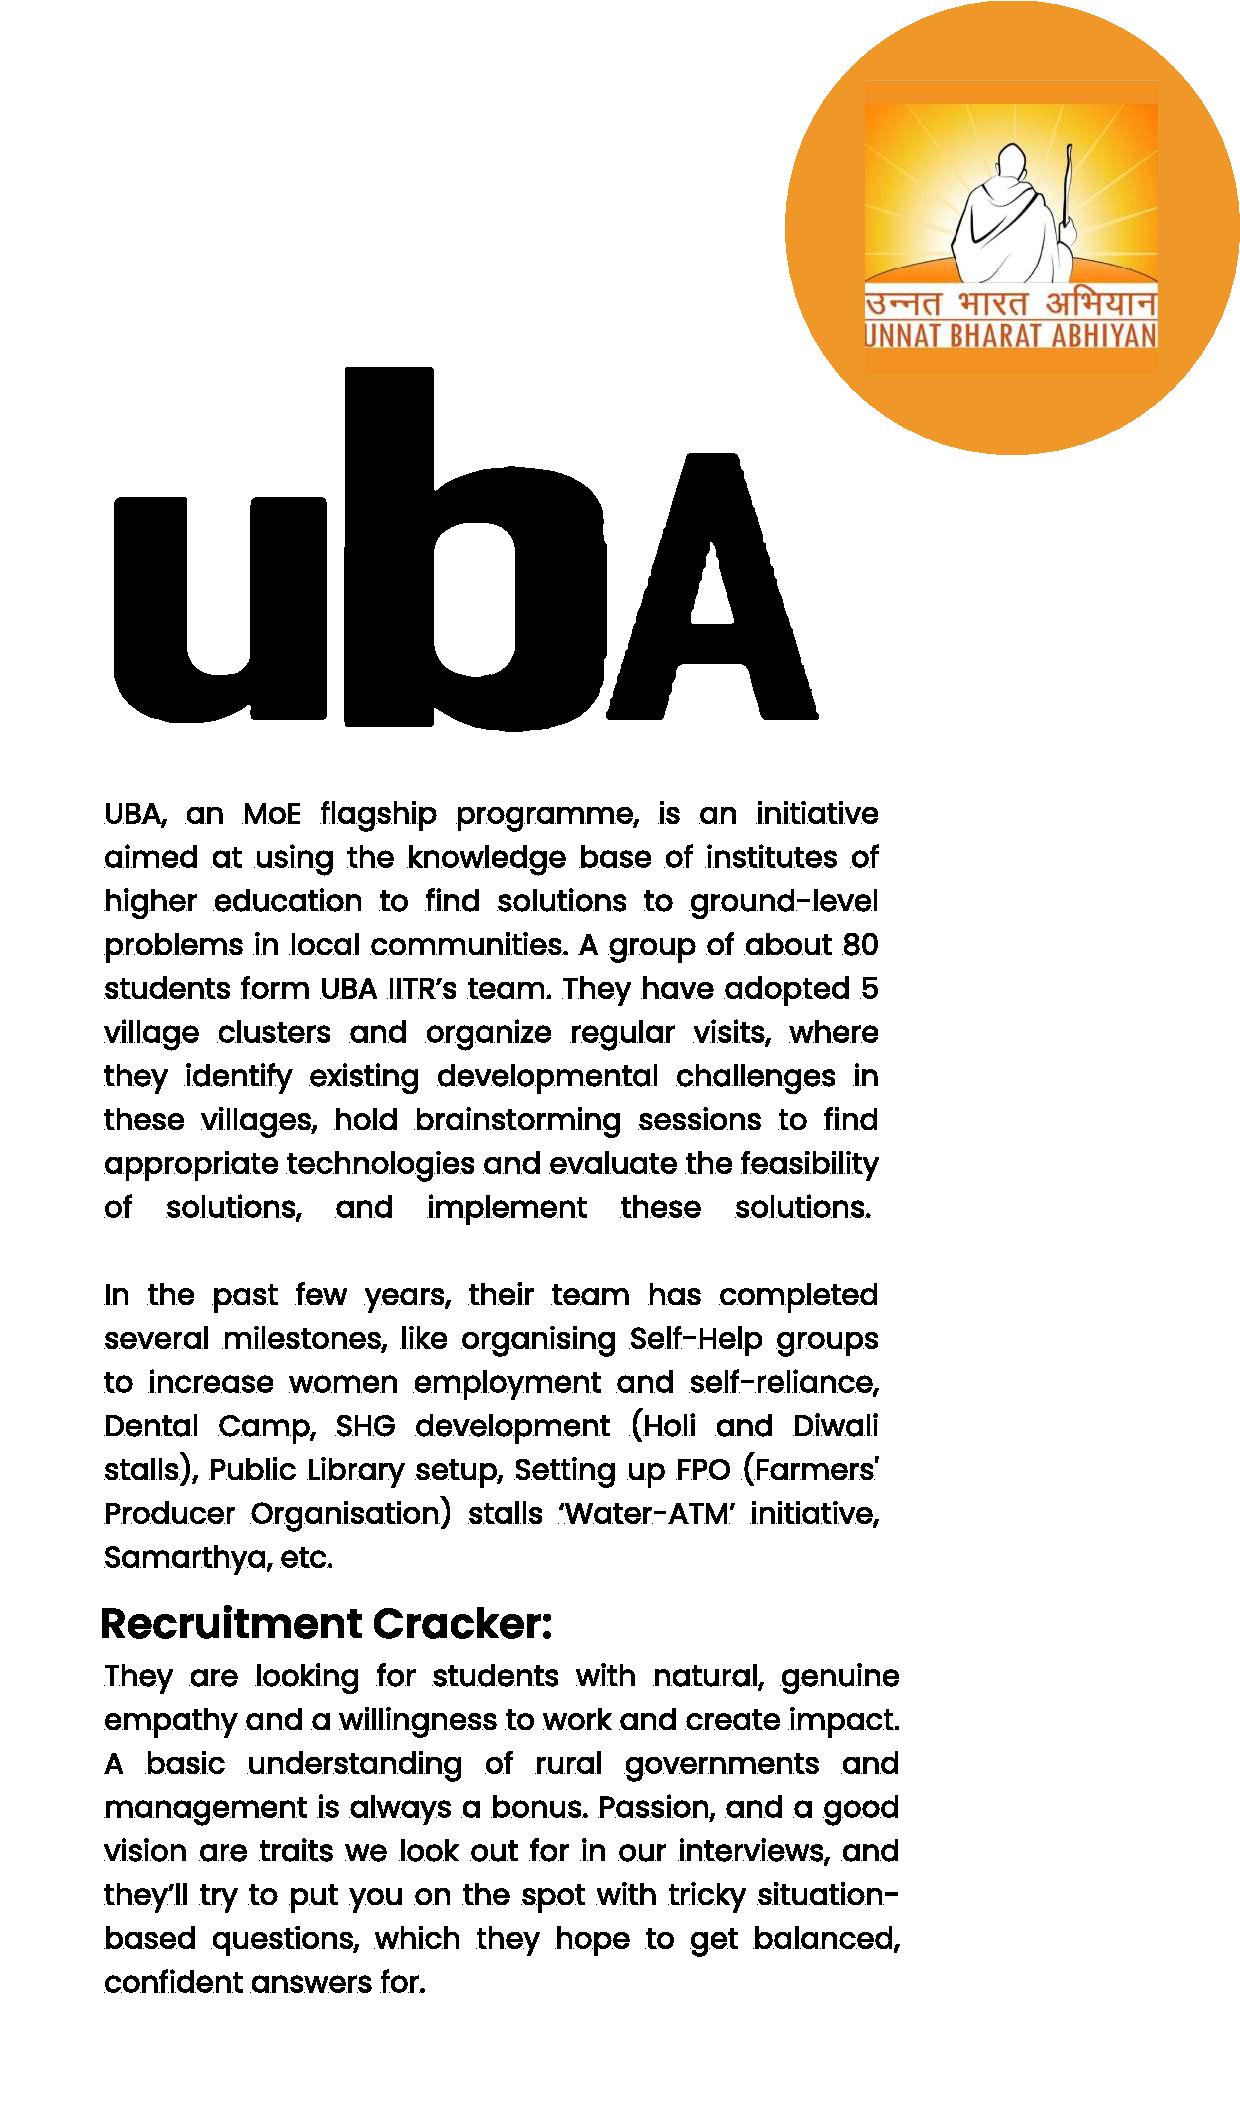 उन्नत भारत अभियान
UNNAT BHARAT ABHIYAN
ubA
UBA, an MoE flagship programme, is an initiative
aimed at using the knowledge base of institutes of
higher education to find solutions to ground-level
problems in local communities. A group of about 80
students form UBA IITR’s team. They have adopted 5
village clusters and organize regular visits, where
they identify existing developmental challenges in
these villages, hold brainstorming sessions to find
appropriate technologies and evaluate the feasibility
of solutions, and implement these solutions.
In the past few years, their team has completed
several milestones, like organising Self-Help groups
to increase women employment and self-reliance,
Dental Camp, SHG development (Holi and Diwali
stalls), Public Library setup, Setting up FPO (Farmers'
Producer Organisation) stalls ‘Water-ATM’ initiative,
Samarthya, etc.
Recruitment Cracker:
They are looking for students with natural, genuine
empathy and a willingness to work and create impact.
A basic understanding of rural governments and
management is always a bonus. Passion, and a good
vision are traits we look out for in our interviews, and
they’ll try to put you on the spot with tricky situation-
based questions, which they hope to get balanced,
confident answers for.